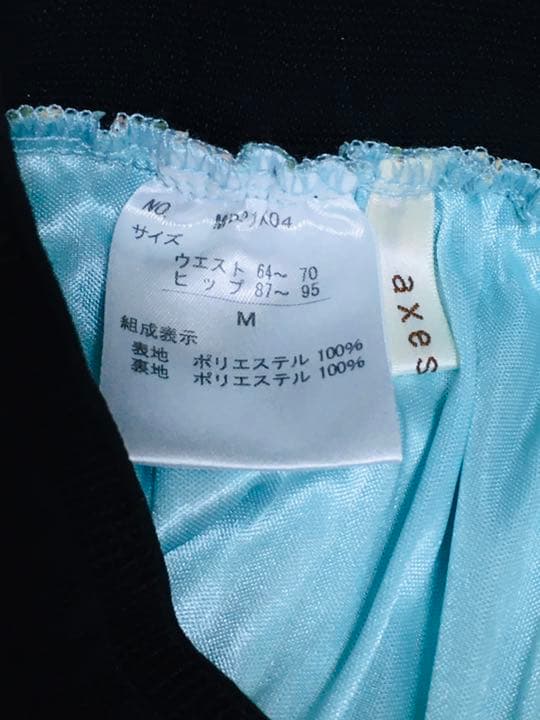 NO.
サイズ
ウエスト 64〜 70
ヒップ 87〜 95
M
組成表示
表地 ポリエステル 100%
裏地 ポリエステル 100%
axes